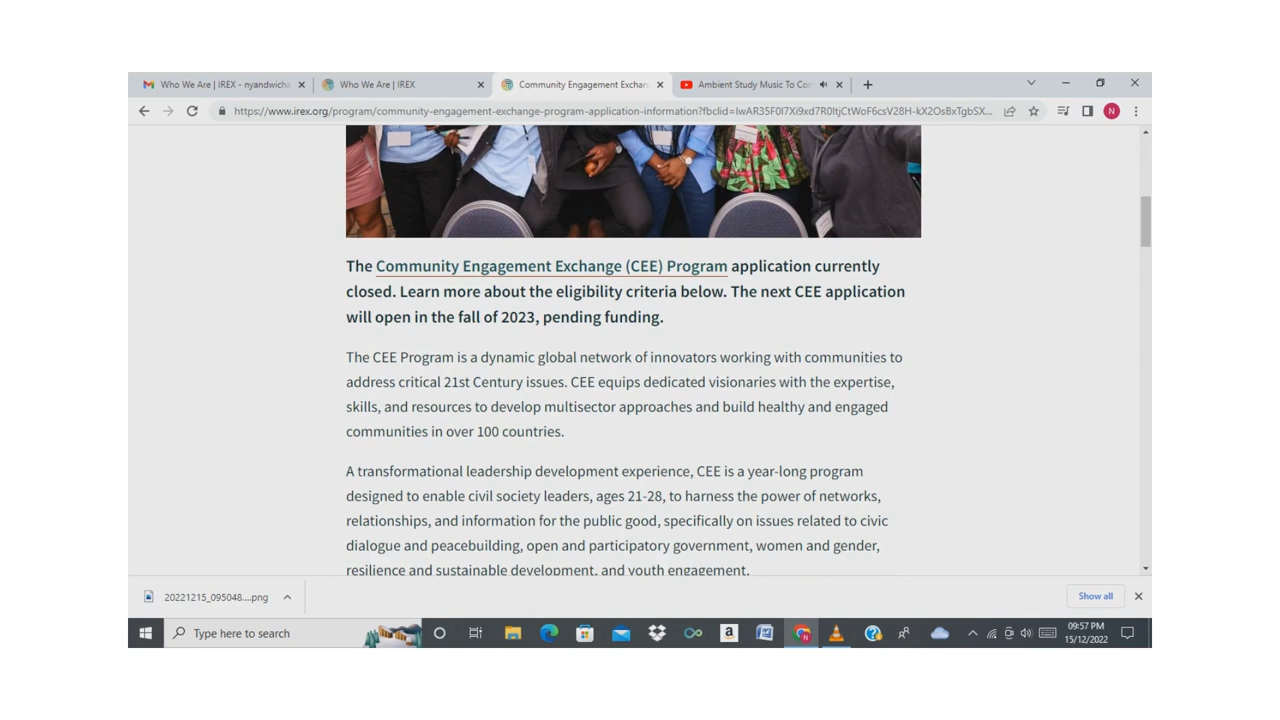 Who We Are | IREX - nyandwicha
Who We Are | IREX
Community Engagement Exchan
Ambient Study Music To Con
https://www.irex.org/program/community-engagement-exchange-program-application-information?fbclid=
The Community Engagement Exchange (CEE) Program application currently
closed. Learn more about the eligibility criteria below. The next CEE application
will open in the fall of 2023, pending funding.
The CEE Program is a dynamic global network of innovators working with communities to
address critical 21st Century issues. CEE equips dedicated visionaries with the expertise,
skills, and resources to develop multisector approaches and build healthy and engaged
communities in over 100 countries.
A transformational leadership development experience, CEE is a year-long program
designed to enable civil society leaders, ages 21-28, to harness the power of networks,
relationships, and information for the public good, specifically on issues related to civic
dialogue and peacebuilding, open and participatory government, women and gender,
resilience and sustainable development, and youth engagement.
20221215_095048....png
Show all
Type here to search
09:57 PM
15/12/2022